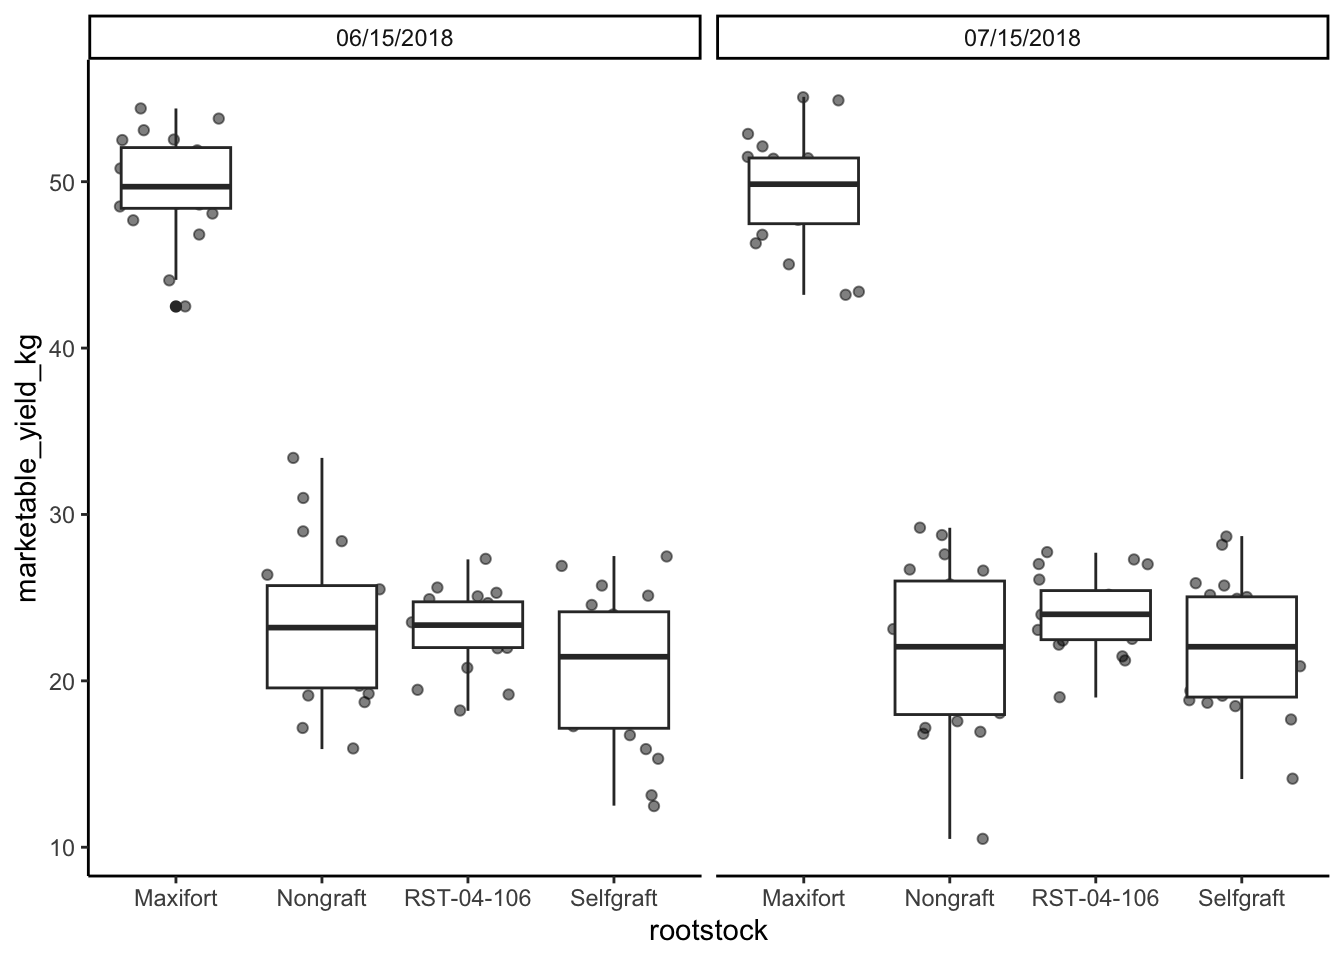 06/15/2018 07/15/2018
marketable_yield_kg
50
40
30
20
10
Maxifort Nongraft RST-04-106 Selfgraft Maxifort Nongraft RST-04-106 Selfgraft
rootstock